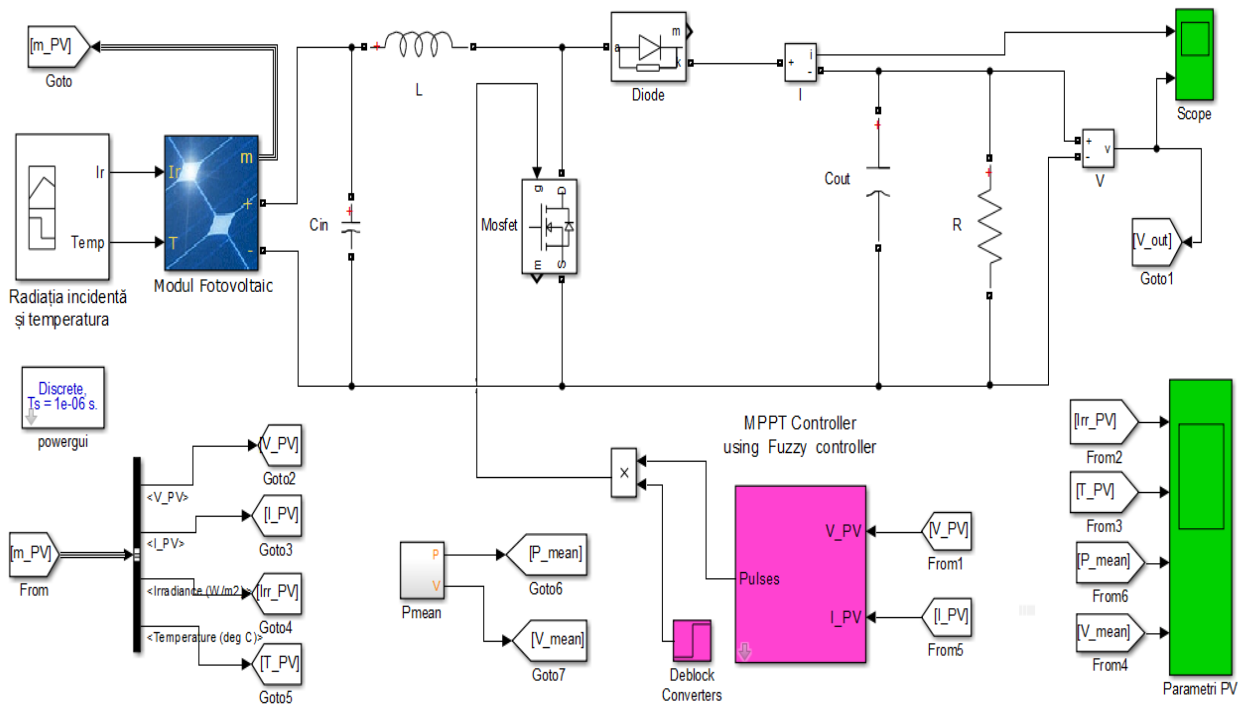 [m_PV]
Goto
Ir
Temp
Radiația incidentă
și temperatura
Ir
T
m
+
-
Modul Fotovoltaic
+
L
+
Cin
g
D
m
S
Mosfet
a
m
k
Diode
+
i
-
I
+
Cout
+
R
+
-
v
V
Scope
[V_out]
Goto1
Discrete,
Ts = 1e-06 s.
powergui
[m_PV]
From
<V_PV>
<I_PV>
<Irradiance (W/m2)>
<Temperature (deg C)>
[V_PV]
Goto2
[I_PV]
Goto3
[Irr_PV]
Goto4
[T_PV]
Goto5
P
V
Pmean
[P_mean]
Goto6
[V_mean]
Goto7
X
Deblock
Converters
MPPT Controller
using Fuzzy controller
V_PV
Pulses
I_PV
[V_PV]
From1
[I_PV]
From5
[Irr_PV]
From2
[T_PV]
From3
[P_mean]
From6
[V_mean]
From4
Parametri PV